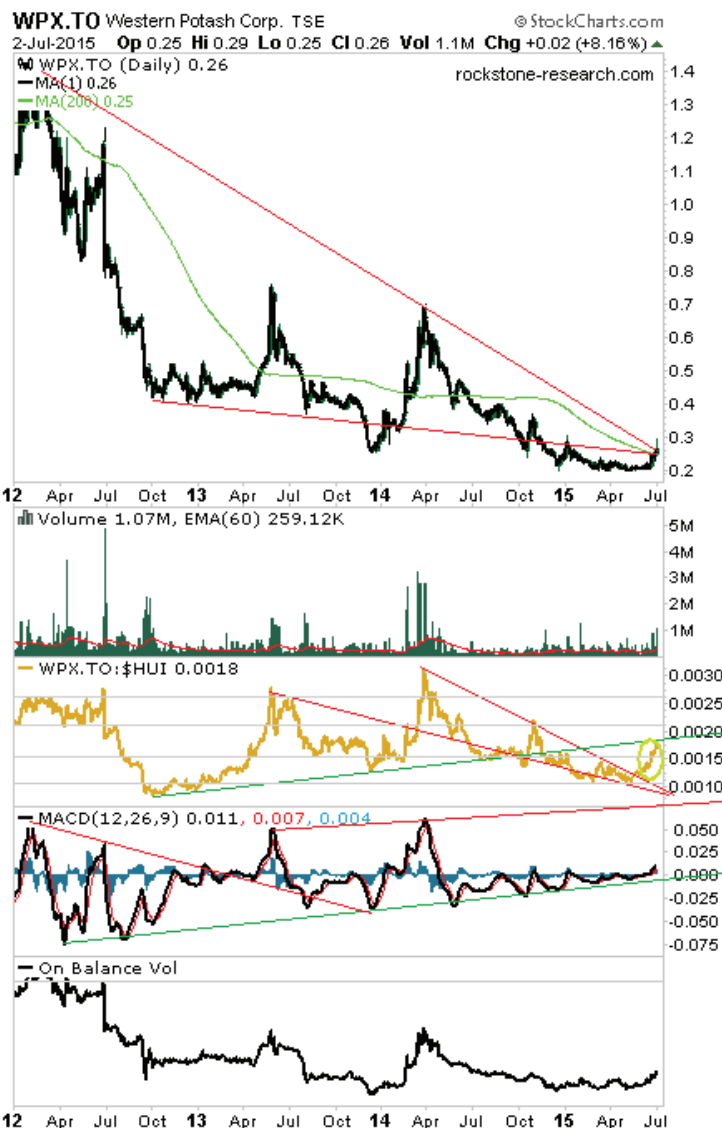 WPX.TO Western Potash Corp. TSE © StockCharts.com
2-Jul-2015 Op 0.25 Hi 0.29 Lo 0.25 Cl 0.26 Vol 1.1M Chg +0.02 (+8.16%)
WPX.TO (Daily) 0.26
rockstone-research.com
MA(1) 0.26
MA(200) 0.25
1.4
1.3
1.2
1.1
1.0
0.9
0.8
0.7
0.6
0.5
0.4
0.3
0.2
12 Apr Jul Oct 13 Apr Jul Oct 14 Apr Jul Oct 15 Apr Jul
Volume 1.07M, EMA(60) 259.12K
5M
4M
3M
2M
1M
WPX.TO:$HUI 0.0018
0.0030
0.0025
0.0020
0.0015
0.0010
MACD(12,26,9) 0.011, 0.007, 0.004
0.050
0.025
0.000
-0.025
-0.050
-0.075
On Balance Vol
12 Apr Jul Oct 13 Apr Jul Oct 14 Apr Jul Oct 15 Apr Jul